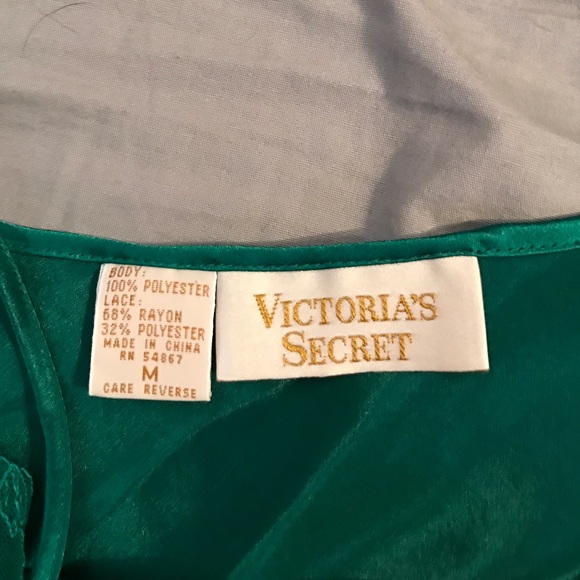 BODY:
100% POLYESTER
LACE:
68% RAYON
32% POLYESTER
MADE IN CHINA
RN 54867
M
CARE REVERSE
VICTORIA'S
SECRET